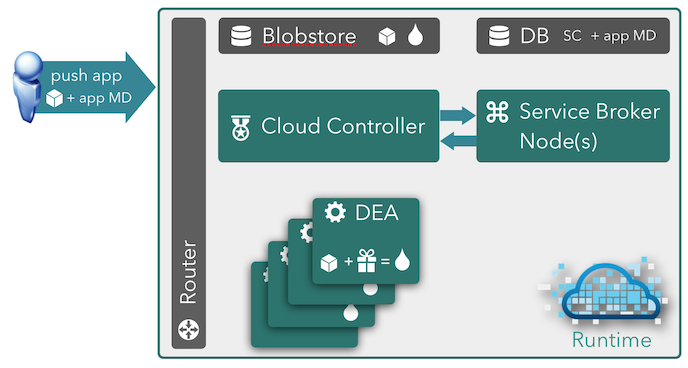 push app
+ app MD
Router
Blobstore
DB SC + app MD
Cloud Controller
Service Broker
Node(s)
DEA
+ =
Runtime